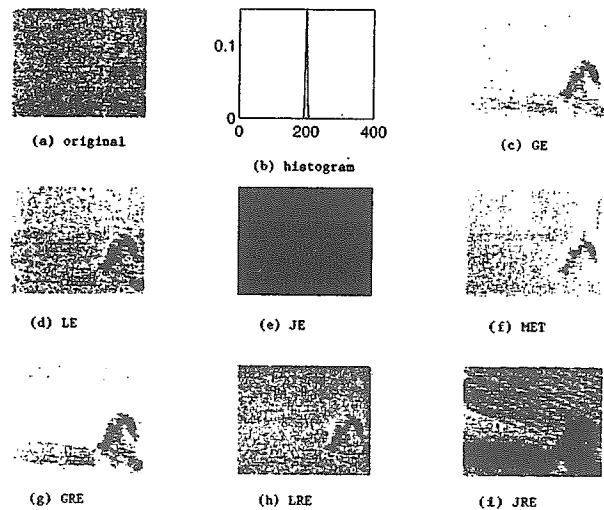 0.1
0
0 200 400
(a) original
(b) histogram
(c) GE
(d) LE
(e) JE
(f) MET
(g) GRE
(h) LRE
(i) JRE